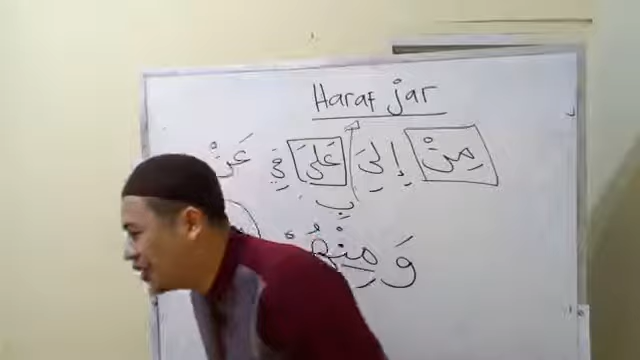 Haraf jar
مِنْ إِلَى عَلَى فِي عَنْ
بِ
وَمِنْهُمْ